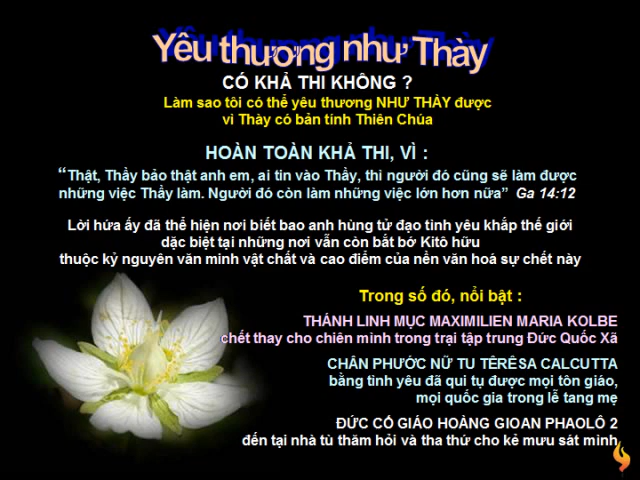 Yêu thương như Thày
CÓ KHẢ THI KHÔNG ?
Làm sao tôi có thể yêu thương NHƯ THÀY được
vì Thày có bản tính Thiên Chúa
HOÀN TOÀN KHẢ THI, VÌ :
“Thật, Thầy bảo thật anh em, ai tin vào Thầy, thì người đó cũng sẽ làm được
những việc Thầy làm. Người đó còn làm những việc lớn hơn nữa” Ga 14:12
Lời hứa ấy đã thể hiện nơi biết bao anh hùng tử đạo tình yêu khắp thế giới
dặc biệt tại những nơi vẫn còn bắt bớ Kitô hữu
thuộc kỷ nguyên văn minh vật chất và cao điểm của nền văn hoá sự chết này
Trong số đó, nổi bật :
THÁNH LINH MỤC MAXIMILIEN MARIA KOLBE
chết thay cho chiên mình trong trại tập trung Đức Quốc Xã
CHÂN PHƯỚC NỮ TU TÊRÊSA CALCUTTA
bằng tình yêu đã qui tụ được mọi tôn giáo,
mọi quốc gia trong lễ tang mẹ
ĐỨC CỐ GIÁO HOÀNG GIOAN PHAOLÔ 2
đến tại nhà tù thăm hỏi và tha thứ cho kẻ mưu sát mình